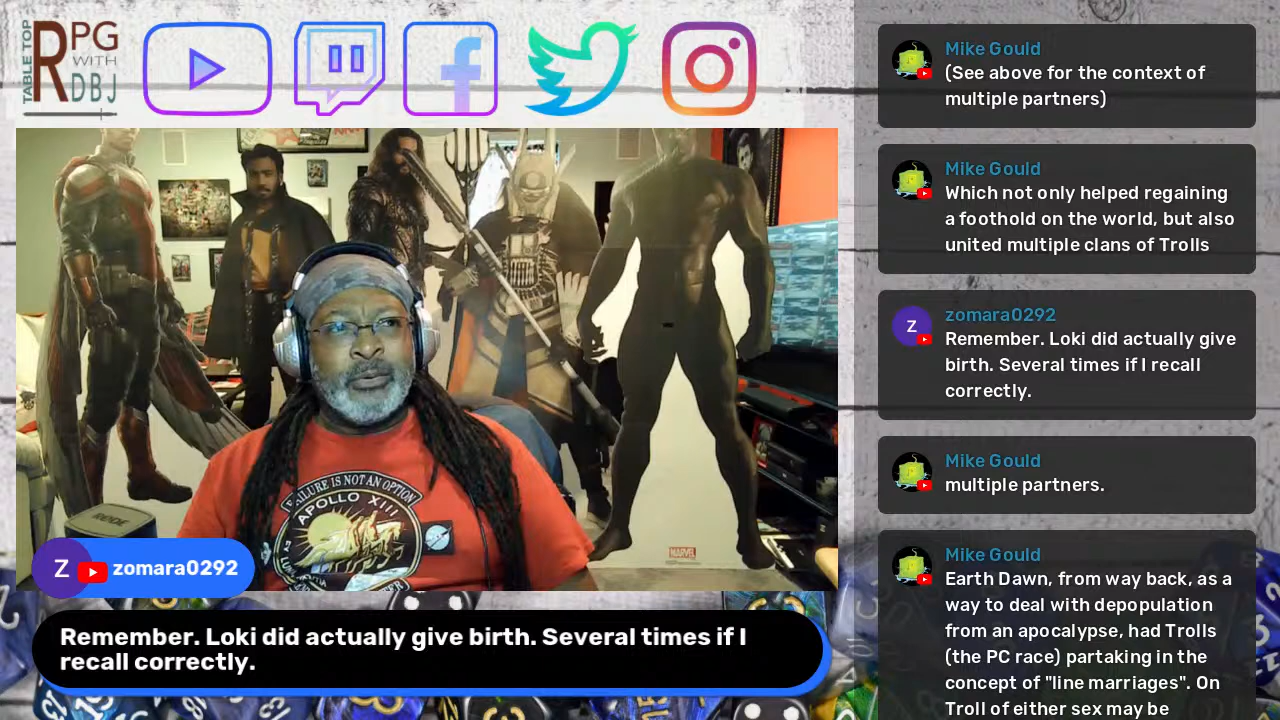 TABLE TOP
RPG
WITH
RDBJ
FAILURE IS NOT AN OPTION
APOLLO XIII
RØDE
MARVEL
Z zomara0292
Remember. Loki did actually give birth. Several times if I
recall correctly.
Mike Gould
(See above for the context of
multiple partners)
Mike Gould
Which not only helped regaining
a foothold on the world, but also
united multiple clans of Trolls
Z
zomara0292
Remember. Loki did actually give
birth. Several times if I recall
correctly.
Mike Gould
multiple partners.
Mike Gould
Earth Dawn, from way back, as a
way to deal with depopulation
from an apocalypse, had Trolls
(the PC race) partaking in the
concept of "line marriages". On
Troll of either sex may be